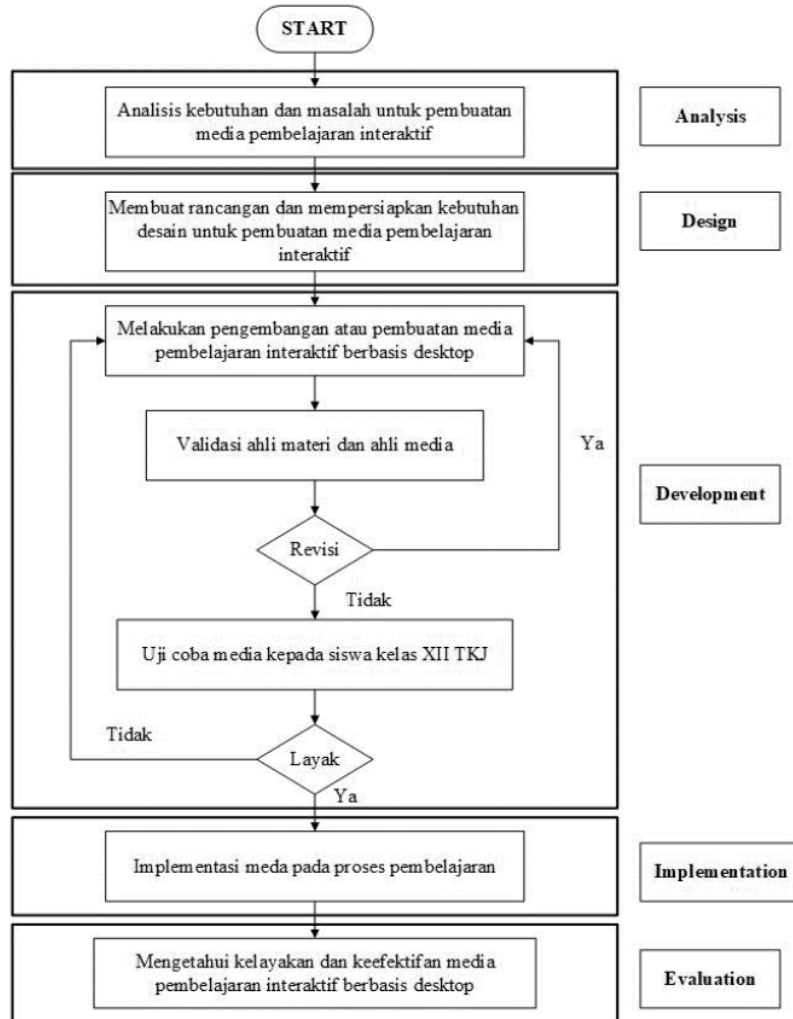 START
Analisis kebutuhan dan masalah untuk pembuatan
media pembelajaran interaktif
Analysis
Membuat rancangan dan mempersiapkan kebutuhan
desain untuk pembuatan media pembelajaran
interaktif
Design
Melakukan pengembangan atau pembuatan media
pembelajaran interaktif berbasis desktop
Validasi ahli materi dan ahli media
Ya
Development
Revisi
Tidak
Uji coba media kepada siswa kelas XII TKJ
Tidak
Layak
Ya
Implementasi meda pada proses pembelajaran
Implementation
Mengetahui kelayakan dan keefektifan media
pembelajaran interaktif berbasis desktop
Evaluation